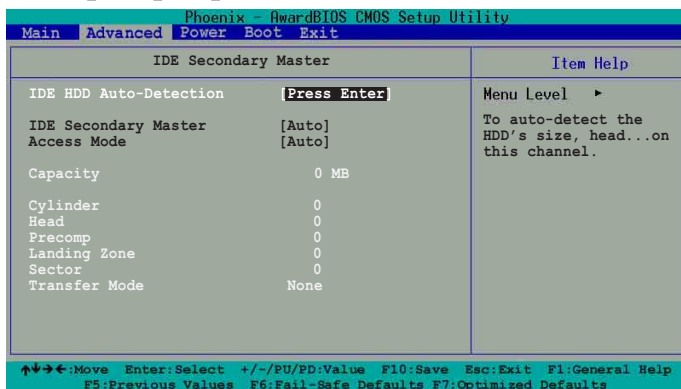 Phoenix - AwardBIOS CMOS Setup Utility
Main Advanced Power Boot Exit
IDE Secondary Master
Item Help
IDE HDD Auto-Detection [Press Enter]
IDE Secondary Master [Auto]
Access Mode [Auto]
Capacity 0 MB
Cylinder 0
Head 0
Precomp 0
Landing Zone 0
Sector 0
Transfer Mode None
Menu Level ►
To auto-detect the
HDD's size, head...on
this channel.
↑↓→←:Move Enter:Select +/-/PU/PD:Value F10:Save Esc:Exit F1:General Help
F5:Previous Values F6:Fail-Safe Defaults F7:Optimized Defaults